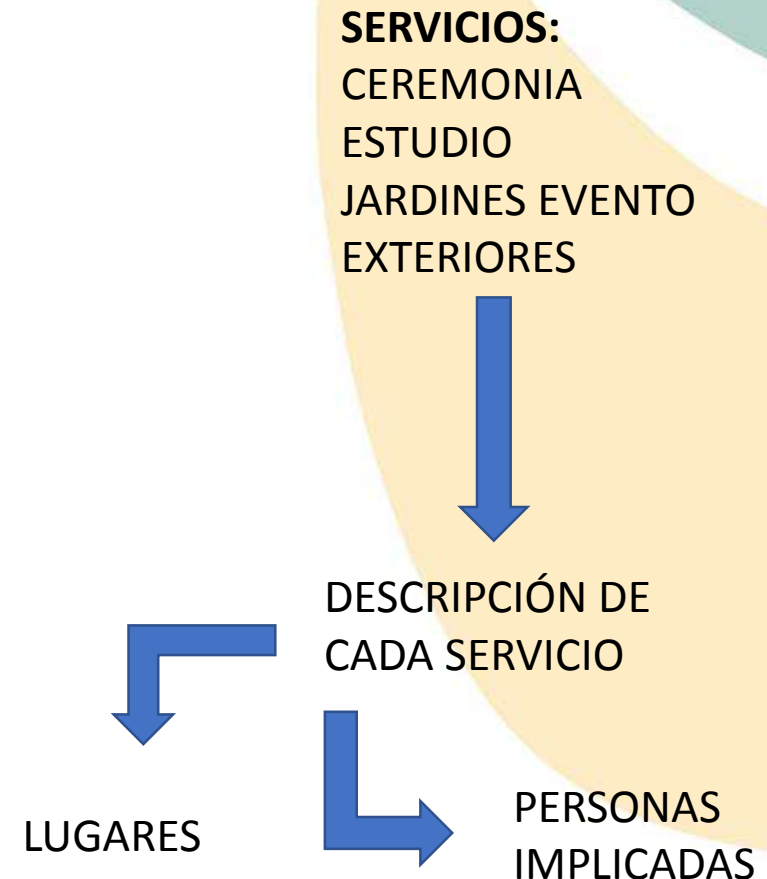 SERVICIOS:
CEREMONIA
ESTUDIO
JARDINES EVENTO
EXTERIORES
DESCRIPCIÓN DE
CADA SERVICIO
LUGARES
PERSONAS
IMPLICADAS